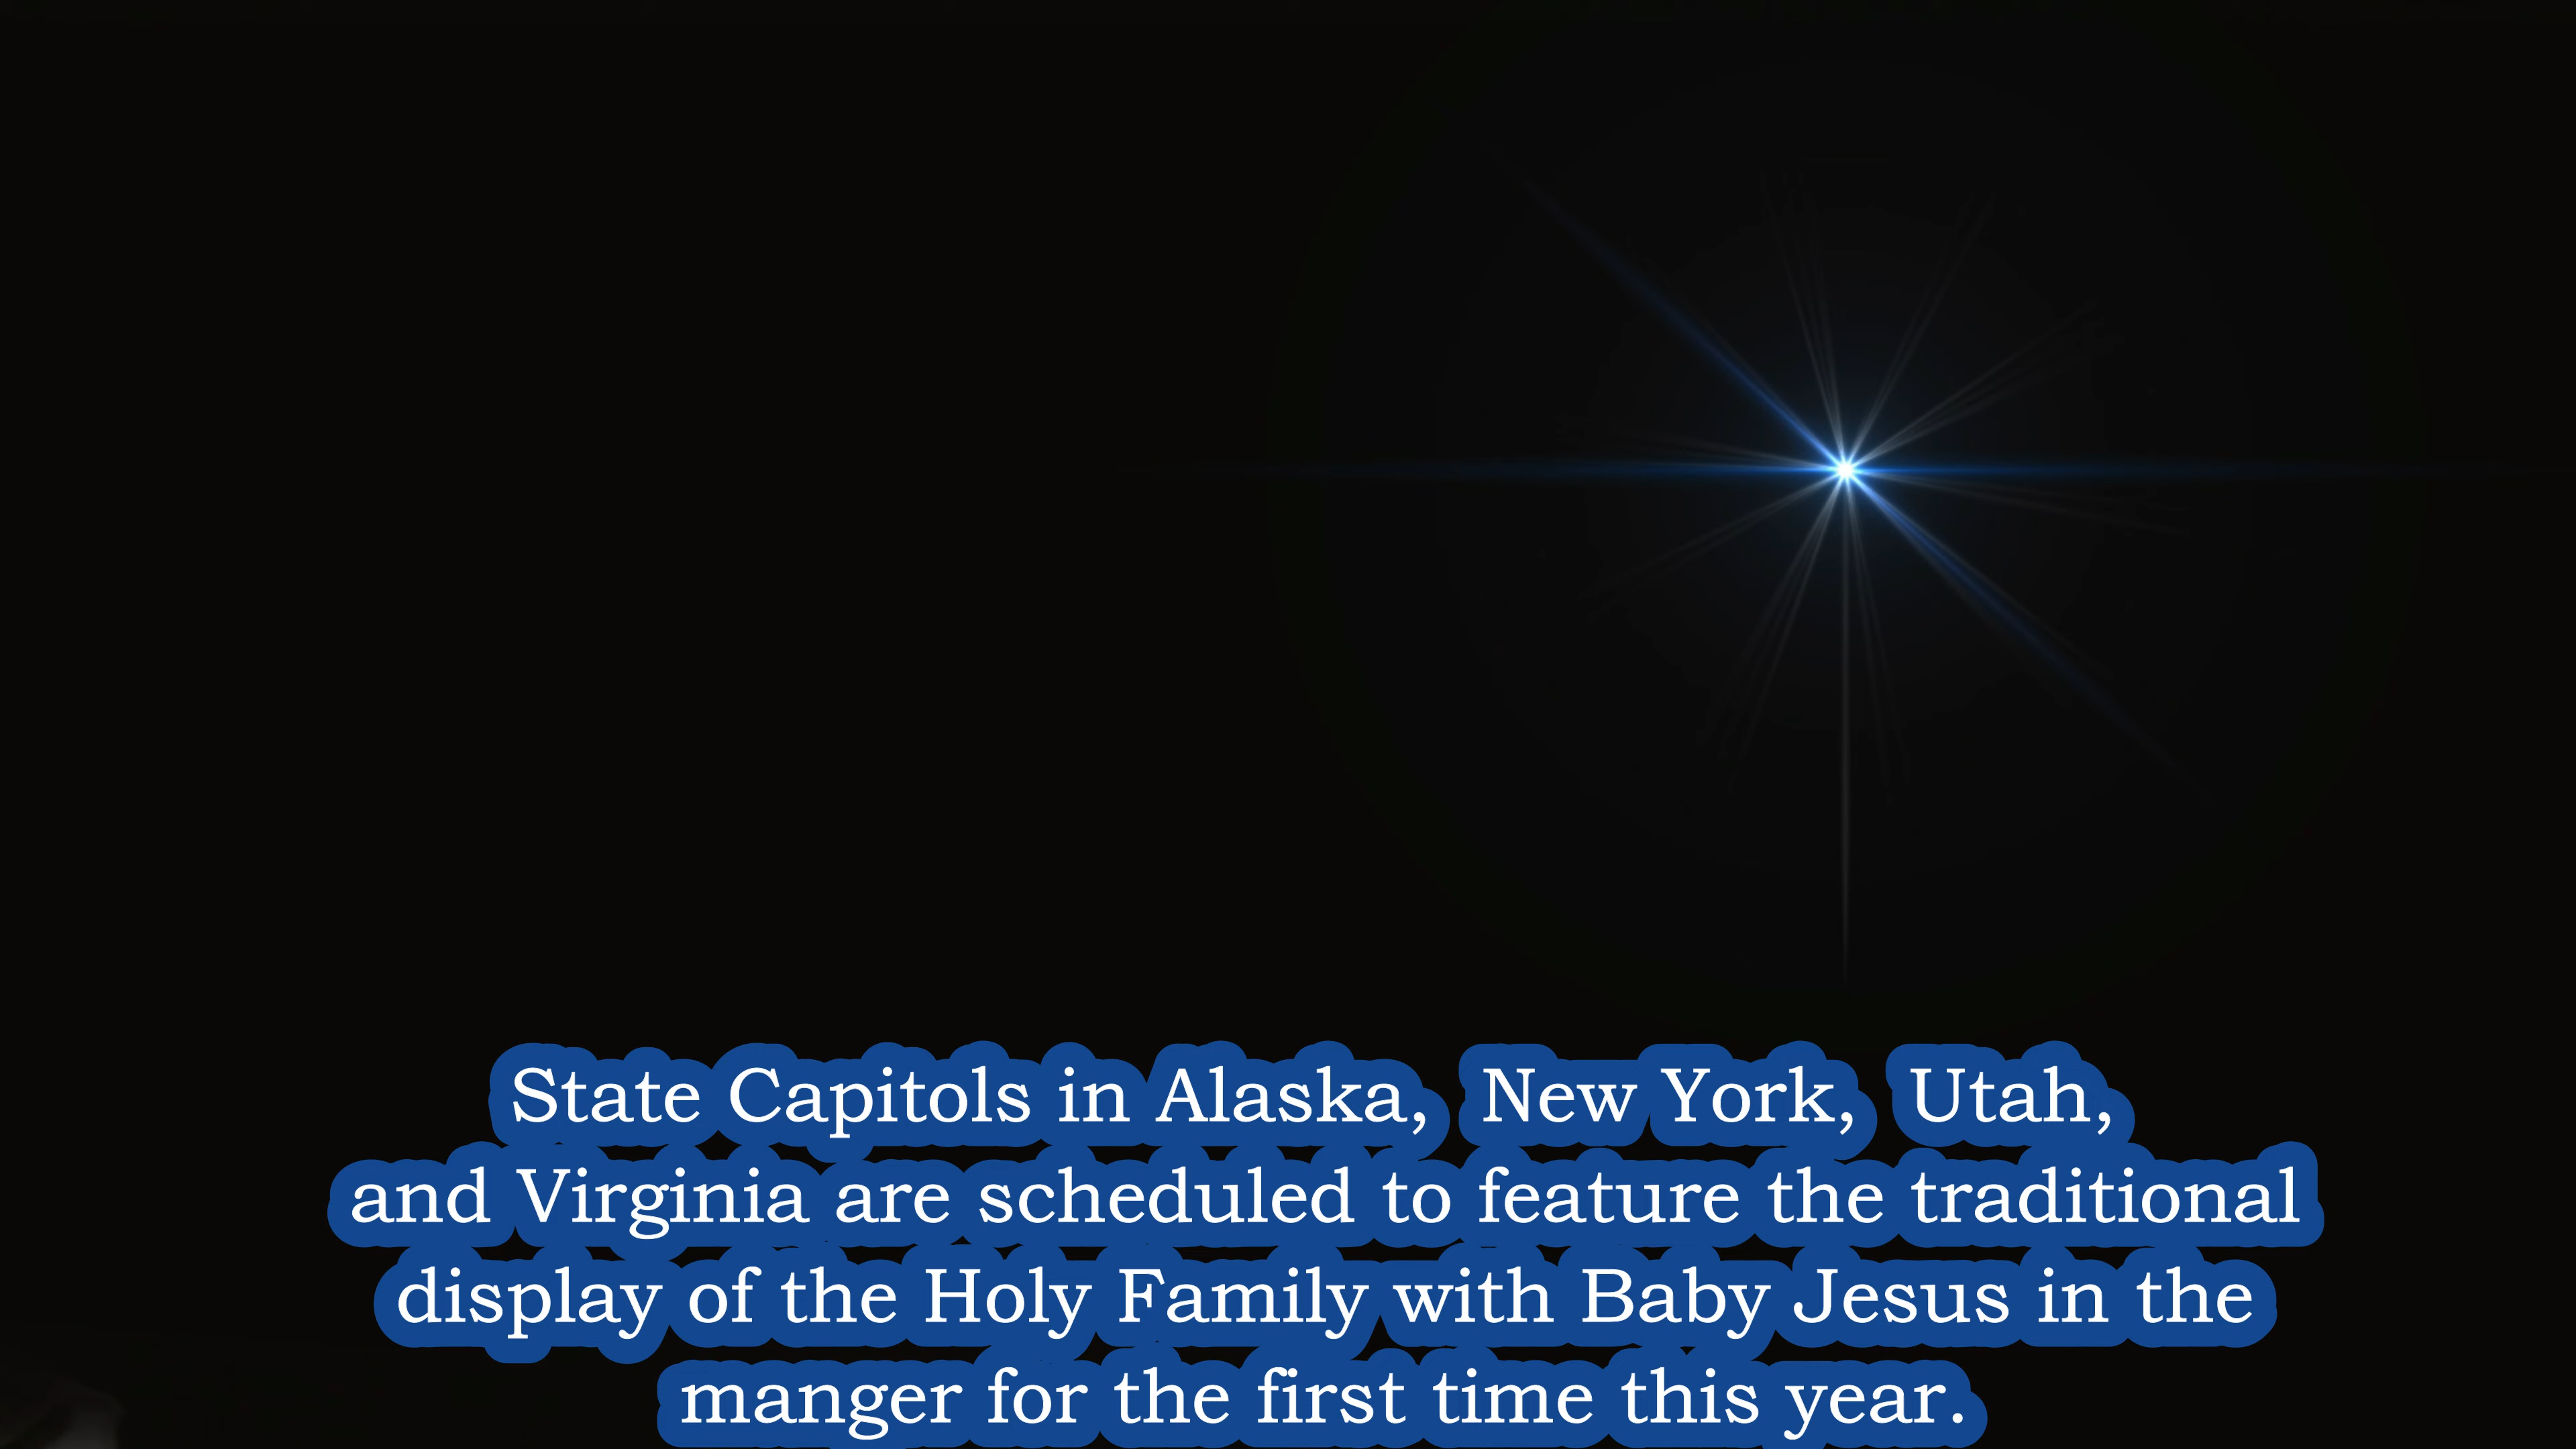 State Capitols in Alaska,  New York,  Utah,
and Virginia are scheduled to feature the traditional
display of the Holy Family with Baby Jesus in the
manger for the first time this year.